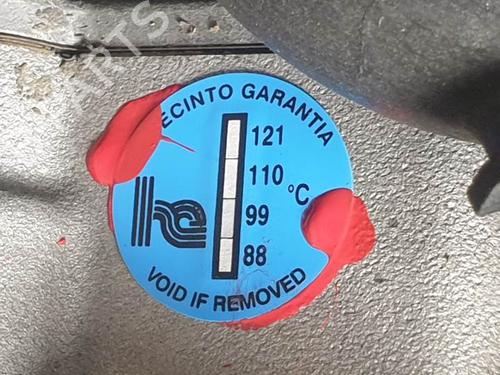 ECINTO GARANTIA
121
110
°C
99
88
VOID IF REMOVED